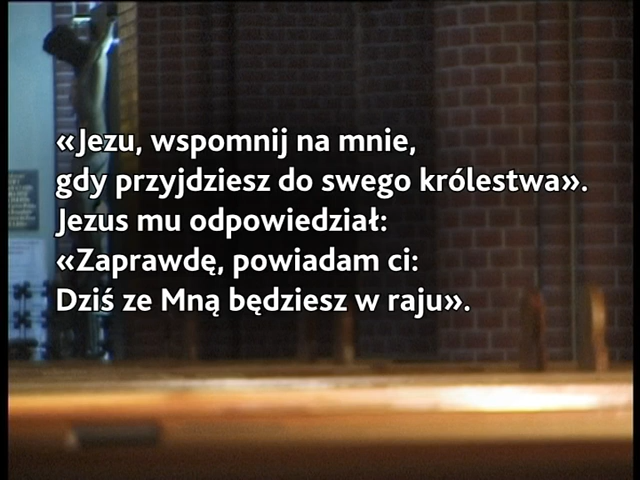 «Jezu, wspomnij na mnie,
gdy przyjdziesz do swego królestwa».
Jezus mu odpowiedział:
«Zaprawdę, powiadam ci:
Dziś ze Mną będziesz w raju».